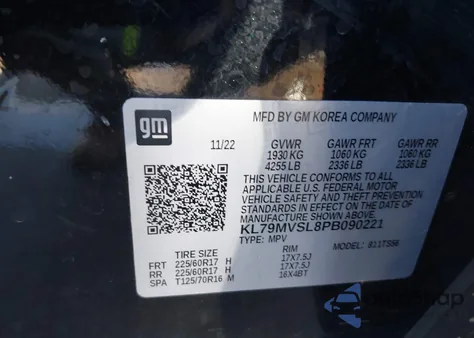 gm
MFD BY GM KOREA COMPANY
11/22 GVWR GAWR FRT GAWR RR
1930 KG 1060 KG 1060 KG
4255 LB 2336 LB 2336 LB
THIS VEHICLE CONFORMS TO ALL
APPLICABLE U.S. FEDERAL MOTOR
VEHICLE SAFETY AND THEFT
PREVENTION STANDARDS IN EFFECT
ON THE DATE OF MANUFACTURE
SHOWN ABOVE.
KL79MVSL8PB090221
TYPE: MPV MODEL:
TIRE SIZE RIM
FRT 225/60R17 H 17X7.5J
RR 225/60R17 H 17X7.5J
SPA T125/70R16 M 16X4BT